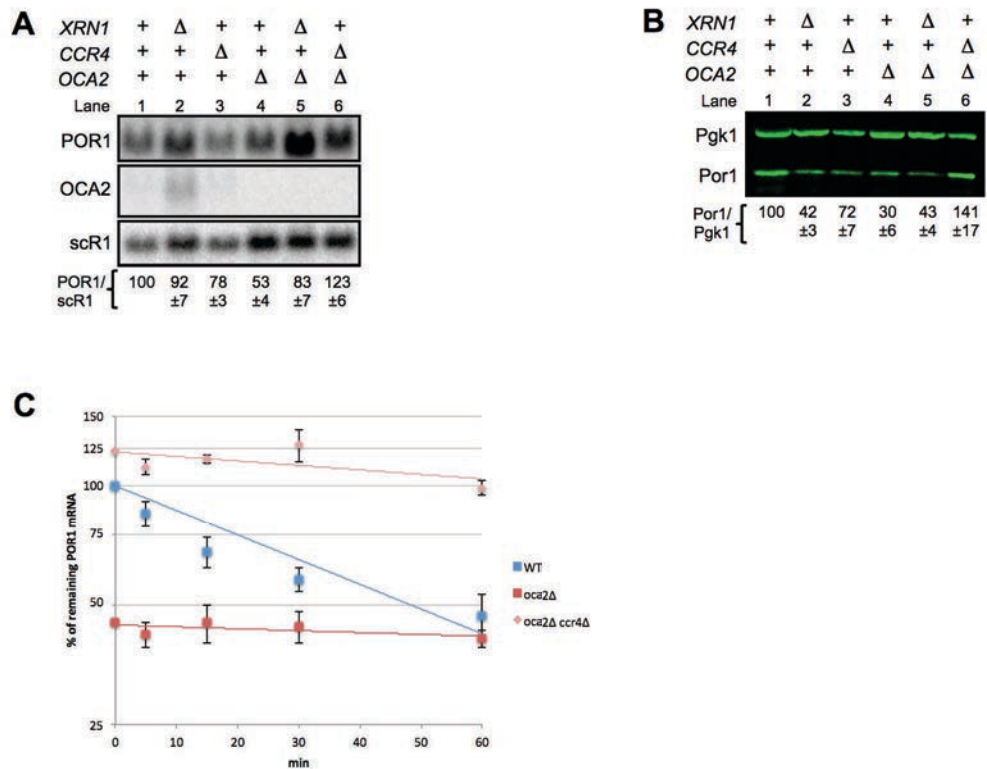 A
XRN1 + Δ + + Δ +
CCR4 + + Δ + + Δ
OCA2 + + + Δ Δ Δ
Lane 1 2 3 4 5 6
POR1
OCA2
scR1
POR1/ scR1 { 100 92 78 53 83 123
±7 ±3 ±4 ±7 ±6
B
XRN1 + Δ + + Δ +
CCR4 + + Δ + + Δ
OCA2 + + + Δ Δ Δ
Lane 1 2 3 4 5 6
Pgk1
Por1
Por1/ Pgk1 { 100 42 72 30 43 141
±3 ±7 ±6 ±4 ±17
C
% of remaining POR1 mRNA
150
125
100
75
50
25
0 10 20 30 40 50 60
min
WT
oca2Δ
oca2Δ ccr4Δ